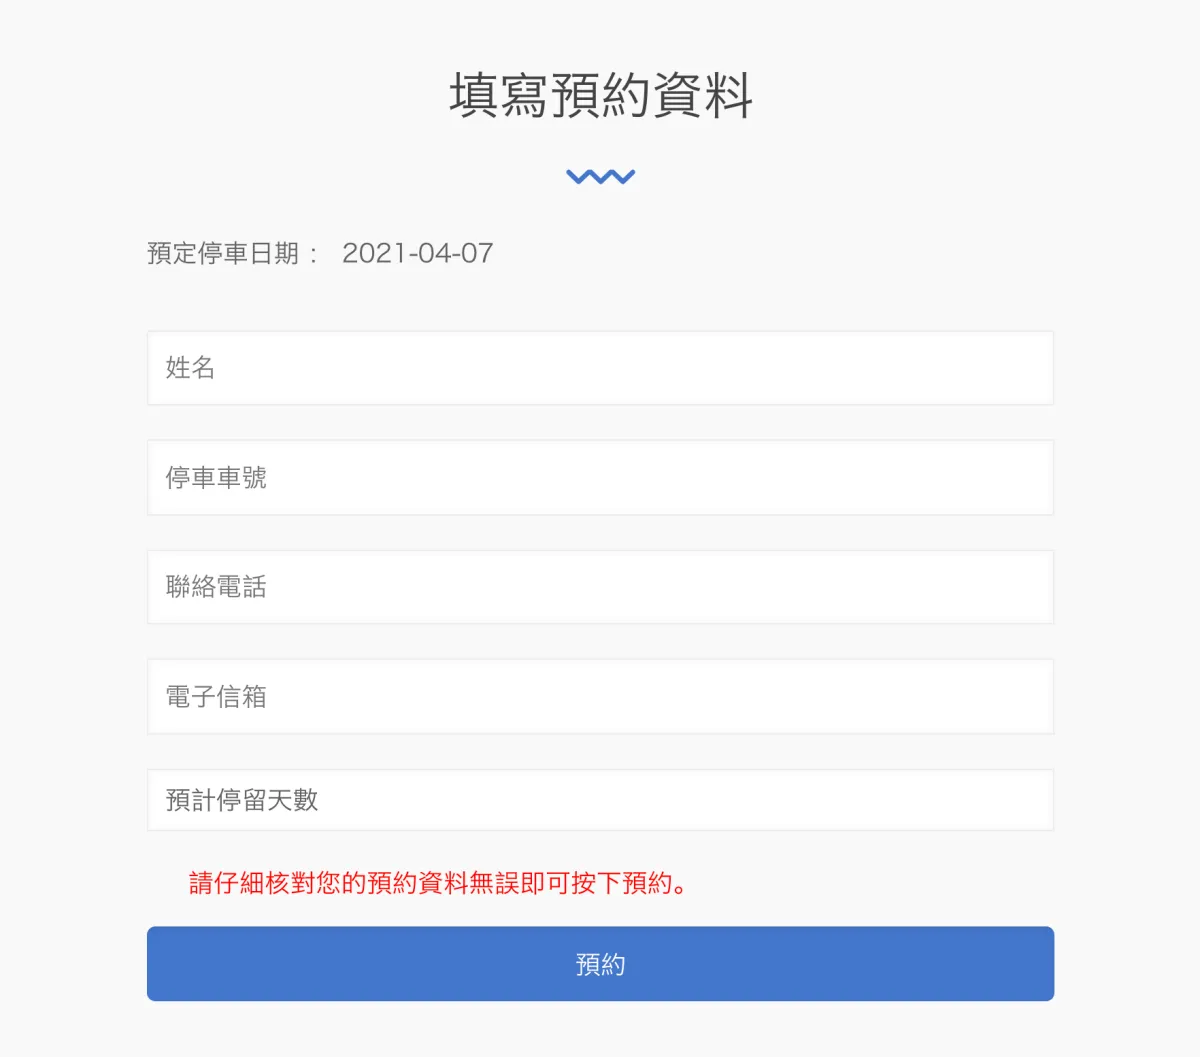 填寫預約資料
預定停車日期： 2021-04-07
姓名
停車車號
聯絡電話
電子信箱
預計停留天數
請仔細核對您的預約資料無誤即可按下預約。
預約